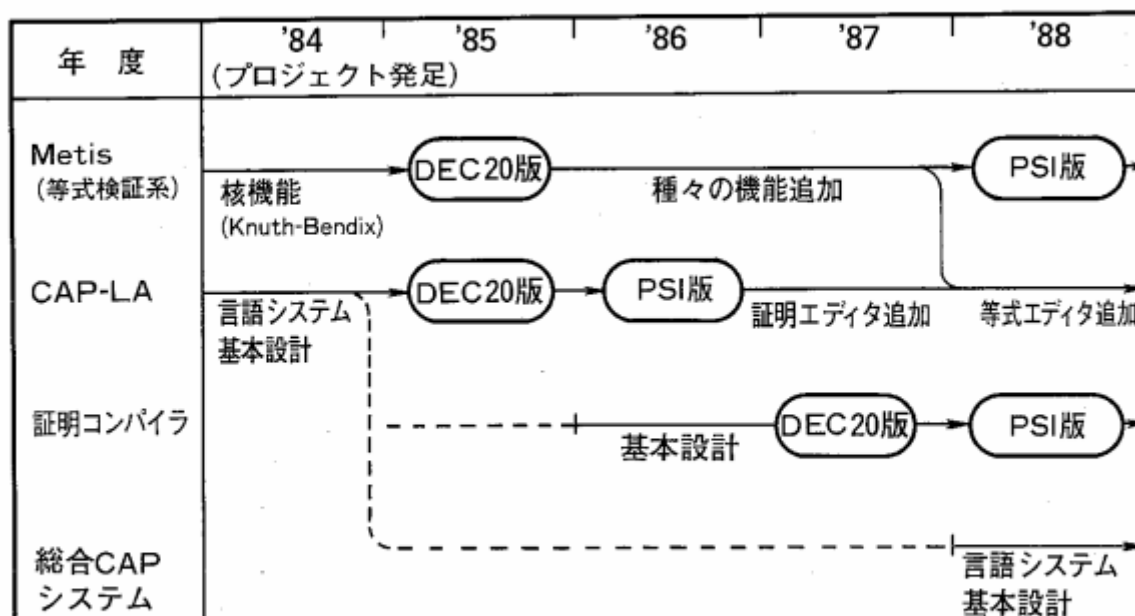 年 度
'84
'85
'86
'87
'88
(プロジェクト発足)
Metis
(等式検証系)
DEC20版
PSI版
核機能
(Knuth-Bendix)
種々の機能追加
CAP-LA
DEC20版
PSI版
言語システム
基本設計
証明エディタ追加
等式エディタ追加
証明コンパイラ
基本設計
DEC20版
PSI版
総合CAP
システム
言語システム
基本設計